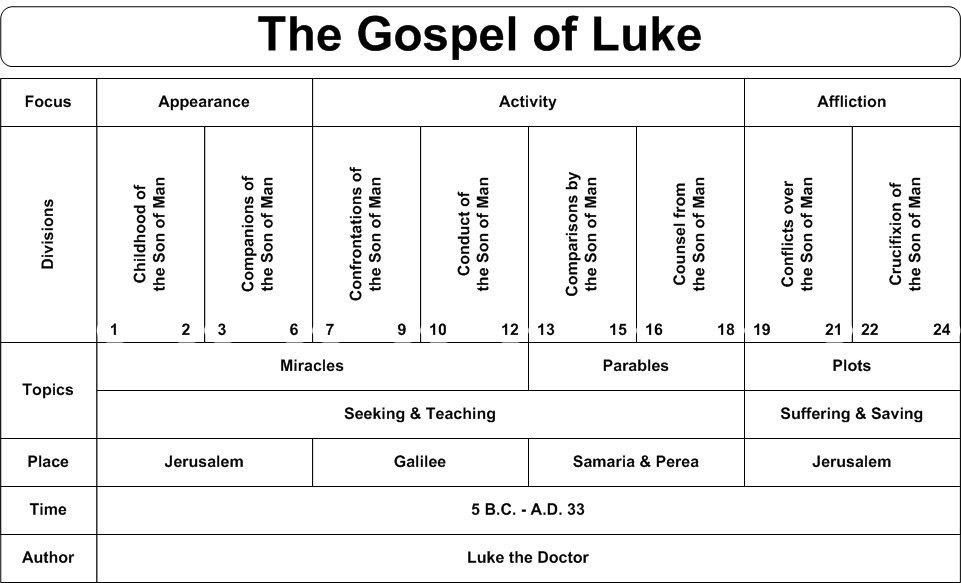 The Gospel of Luke
Focus
Appearance
Activity
Affliction
Divisions
Childhood of
the Son of Man
Companions of
the Son of Man
Confrontations of
the Son of Man
Conduct of
the Son of Man
Comparisons by
the Son of Man
Counsel from
the Son of Man
Conflicts over
the Son of Man
Crucifixion of
the Son of Man
1 2 3 6 7 9 10 12 13 15 16 18 19 21 22 24
Topics
Miracles
Parables
Plots
Seeking & Teaching
Suffering & Saving
Place
Jerusalem
Galilee
Samaria & Perea
Jerusalem
Time
5 B.C. - A.D. 33
Author
Luke the Doctor